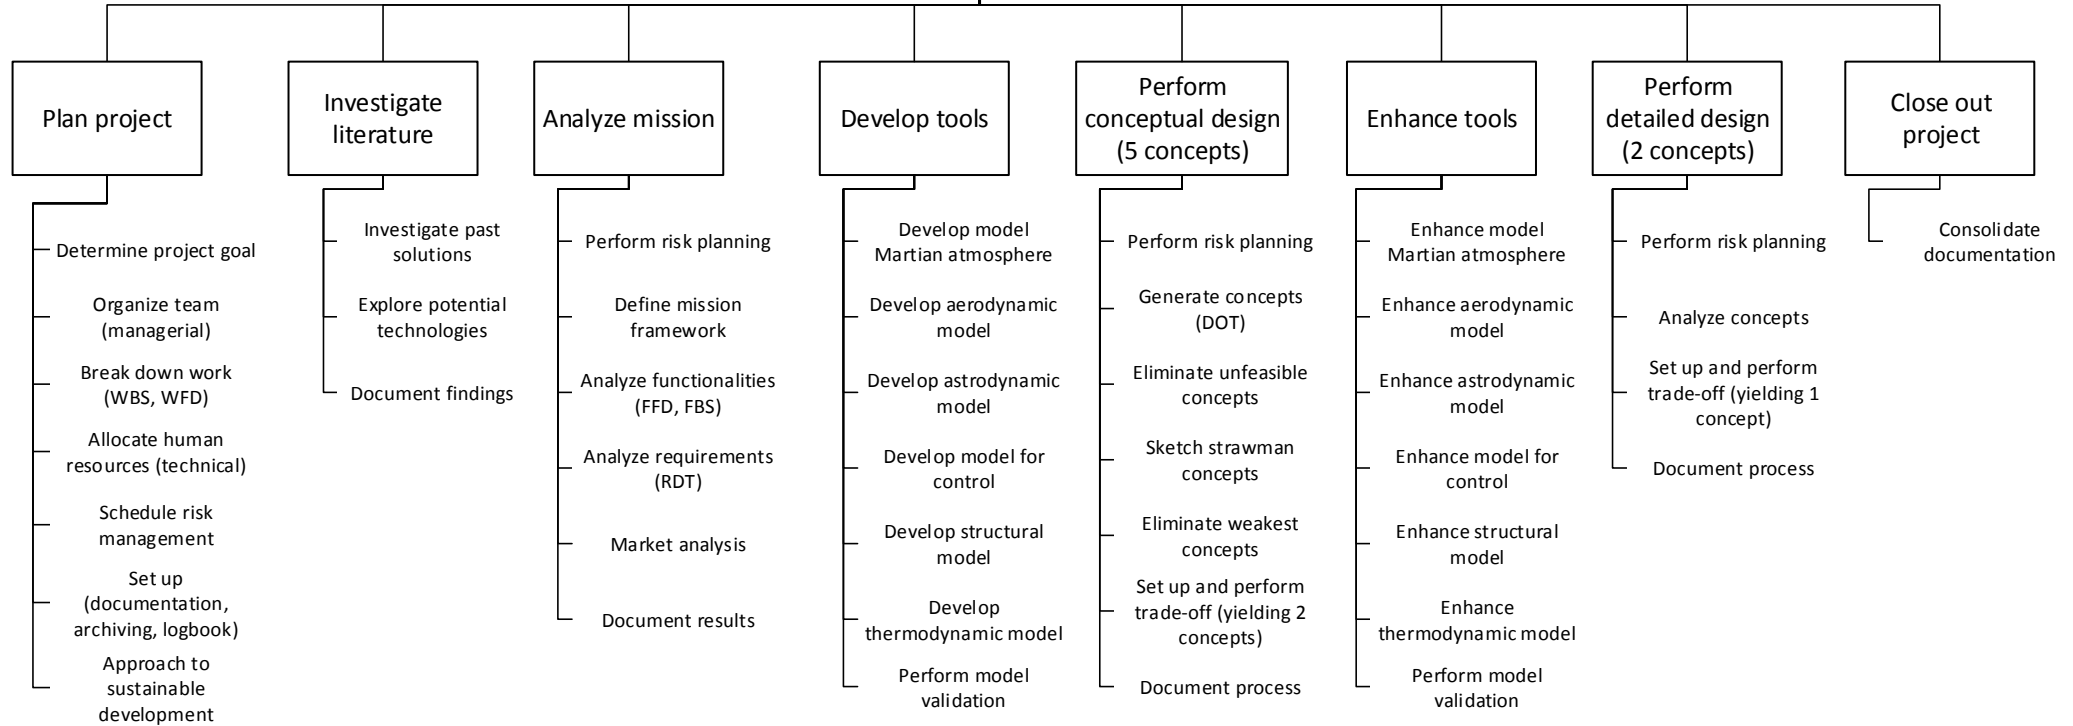 Plan project
Determine project goal
Organize team
(managerial)
Break down work
(WBS, WFD)
Allocate human
resources (technical)
Schedule risk
management
Set up
(documentation,
archiving, logbook)
Approach to
sustainable
development
Investigate
literature
Investigate past
solutions
Explore potential
technologies
Document findings
Analyze mission
Perform risk planning
Define mission
framework
Analyze functionalities
(FFD, FBS)
Analyze requirements
(RDT)
Market analysis
Document results
Develop tools
Develop model
Martian atmosphere
Develop aerodynamic
model
Develop astrodynamic
model
Develop model for
control
Develop structural
model
Develop
thermodynamic model
Perform model
validation
Perform
conceptual design
(5 concepts)
Perform risk planning
Generate concepts
(DOT)
Eliminate unfeasible
concepts
Sketch strawman
concepts
Eliminate weakest
concepts
Set up and perform
trade-off (yielding 2
concepts)
Document process
Enhance tools
Enhance model
Martian atmosphere
Enhance aerodynamic
model
Enhance astrodynamic
model
Enhance model for
control
Enhance structural
model
Enhance
thermodynamic model
Perform model
validation
Perform
detailed design
(2 concepts)
Perform risk planning
Analyze concepts
Set up and perform
trade-off (yielding 1
concept)
Document process
Close out
project
Consolidate
documentation